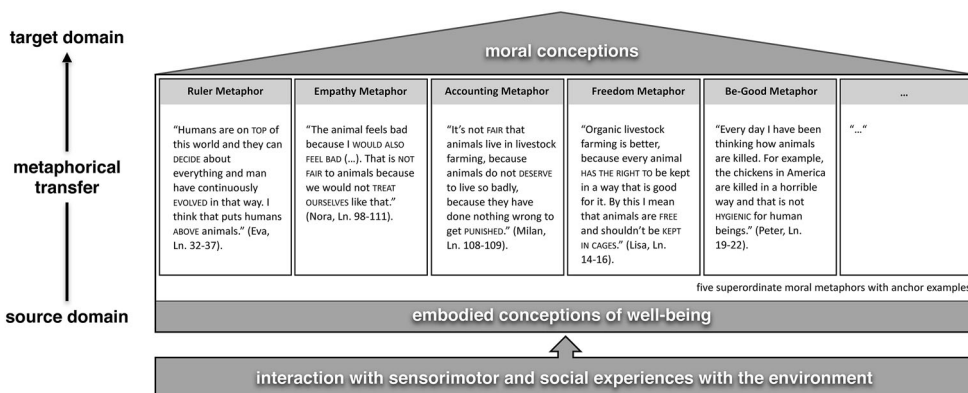 target domain
metaphorical
transfer
source domain
moral conceptions
Ruler Metaphor
“Humans are on TOP of
this world and they can
DECIDE about
everything and man
have continuously
EVOLVED in that way. I
think that puts humans
ABOVE animals.” (Eva,
Ln. 32-37).
Empathy Metaphor
“The animal feels bad
because I WOULD ALSO
FEEL BAD (…). That is NOT
FAIR to animals because
we would not TREAT
OURSELVES like that.”
(Nora, Ln. 98-111).
Accounting Metaphor
“It’s not FAIR that
animals live in livestock
farming, because
animals do not DESERVE
to live so badly,
because they have
done nothing wrong to
get PUNISHED.” (Milan,
Ln. 108-109).
Freedom Metaphor
“Organic livestock
farming is better,
because every animal
HAS THE RIGHT TO be kept
in a way that is good
for it. By this I mean
that animals are FREE
and shouldn’t be KEPT
IN CAGES.” (Lisa, Ln.
14-16).
Be-Good Metaphor
“Every day I have been
thinking how animals
are killed. For example,
the chickens in America
are killed in a horrible
way and that is not
HYGIENIC for human
beings.” (Peter, Ln.
19-22).
…
“…“
five superordinate moral metaphors with anchor examples
embodied conceptions of well-being
interaction with sensorimotor and social experiences with the environment